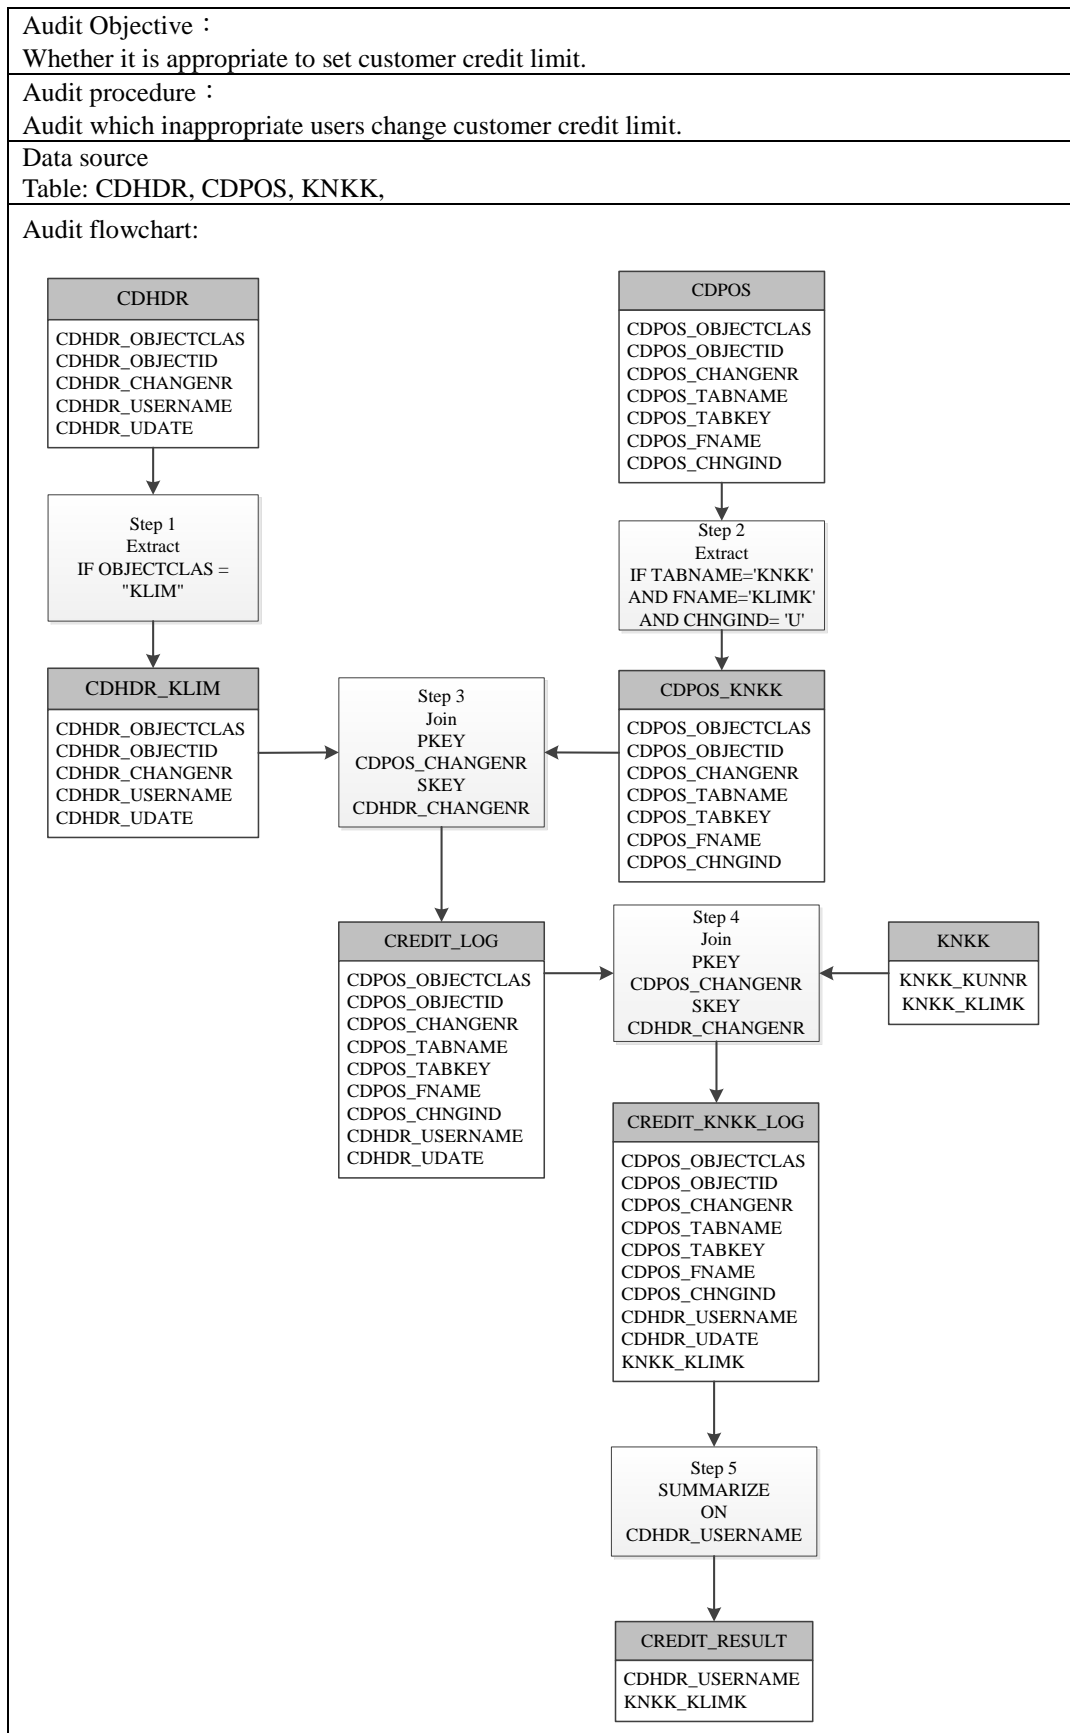 Audit Objective：
Whether it is appropriate to set customer credit limit.
Audit procedure：
Audit which inappropriate users change customer credit limit.
Data source
Table: CDHDR, CDPOS, KNKK,
Audit flowchart:
CDHDR
CDHDR_OBJECTCLAS
CDHDR_OBJECTID
CDHDR_CHANGENR
CDHDR_USERNAME
CDHDR_UDATE
CDPOS
CDPOS_OBJECTCLAS
CDPOS_OBJECTID
CDPOS_CHANGENR
CDPOS_TABNAME
CDPOS_TABKEY
CDPOS_FNAME
CDPOS_CHNGIND
Step 1
Extract
IF OBJECTCLAS =
"KLIM"
Step 2
Extract
IF TABNAME='KNKK'
AND FNAME='KLIMK'
AND CHNGIND= 'U'
CDHDR_KLIM
CDHDR_OBJECTCLAS
CDHDR_OBJECTID
CDHDR_CHANGENR
CDHDR_USERNAME
CDHDR_UDATE
Step 3
Join
PKEY
CDPOS_CHANGENR
SKEY
CDHDR_CHANGENR
CDPOS_KNKK
CDPOS_OBJECTCLAS
CDPOS_OBJECTID
CDPOS_CHANGENR
CDPOS_TABNAME
CDPOS_TABKEY
CDPOS_FNAME
CDPOS_CHNGIND
CREDIT_LOG
CDPOS_OBJECTCLAS
CDPOS_OBJECTID
CDPOS_CHANGENR
CDPOS_TABNAME
CDPOS_TABKEY
CDPOS_FNAME
CDPOS_CHNGIND
CDHDR_USERNAME
CDHDR_UDATE
Step 4
Join
PKEY
CDPOS_CHANGENR
SKEY
CDHDR_CHANGENR
KNKK
KNKK_KUNNR
KNKK_KLIMK
CREDIT_KNKK_LOG
CDPOS_OBJECTCLAS
CDPOS_OBJECTID
CDPOS_CHANGENR
CDPOS_TABNAME
CDPOS_TABKEY
CDPOS_FNAME
CDPOS_CHNGIND
CDHDR_USERNAME
CDHDR_UDATE
KNKK_KLIMK
Step 5
SUMMARIZE
ON
CDHDR_USERNAME
CREDIT_RESULT
CDHDR_USERNAME
KNKK_KLIMK